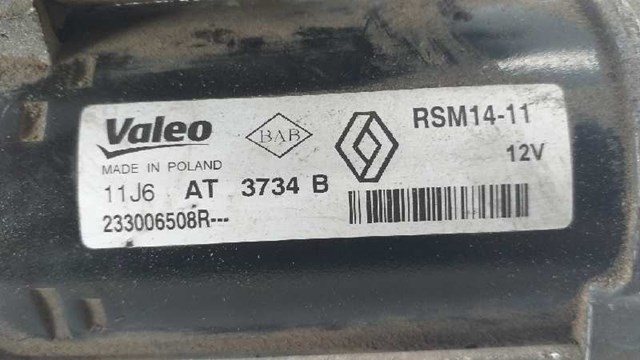 Valeo BAB RSM14-11
MADE IN POLAND 12V
11J6 AT 3734 B
233006508R---